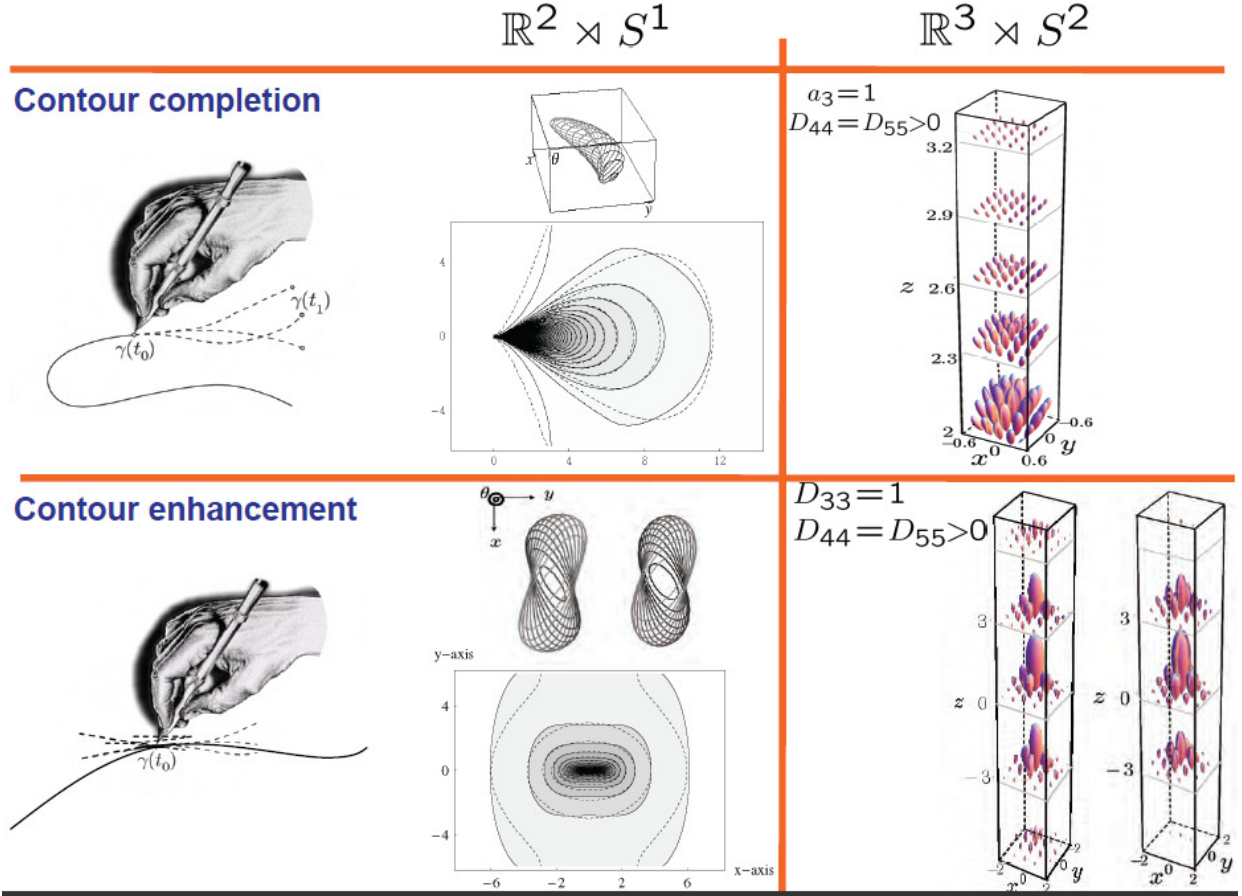 ℝ² ⋊ S¹
ℝ³ ⋊ S²
Contour completion
γ(t₀)
γ(t₁)
x
θ
y
4
0
−4
0
4
8
12
a₃=1
D₄₄=D₅₅>0
3.2
2.9
z
2.6
2.3
2
−0.6
x
0
0.6
−0.6
0
y
Contour enhancement
γ(t₀)
θ
y
x
y−axis
4
0
−4
−6
−2
2
6
x−axis
D₃₃=1
D₄₄=D₅₅>0
3
z
0
−3
−2
x
0
2
−2
0
y
2
3
z
0
−3
−2
x
0
2
−2
0
y
2